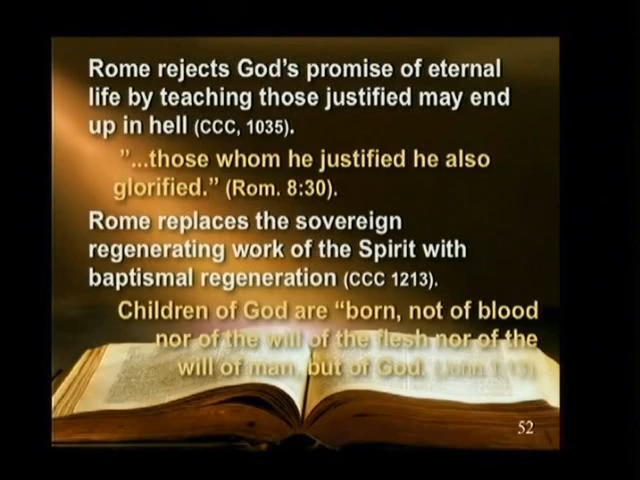 Rome rejects God's promise of eternal
life by teaching those justified may end
up in hell (CCC, 1035).
"...those whom he justified he also
glorified." (Rom. 8:30).
Rome replaces the sovereign
regenerating work of the Spirit with
baptismal regeneration (CCC 1213).
Children of God are "born, not of blood
nor of the will of the flesh nor of the
will of man, but of God. (John 1:13).
52